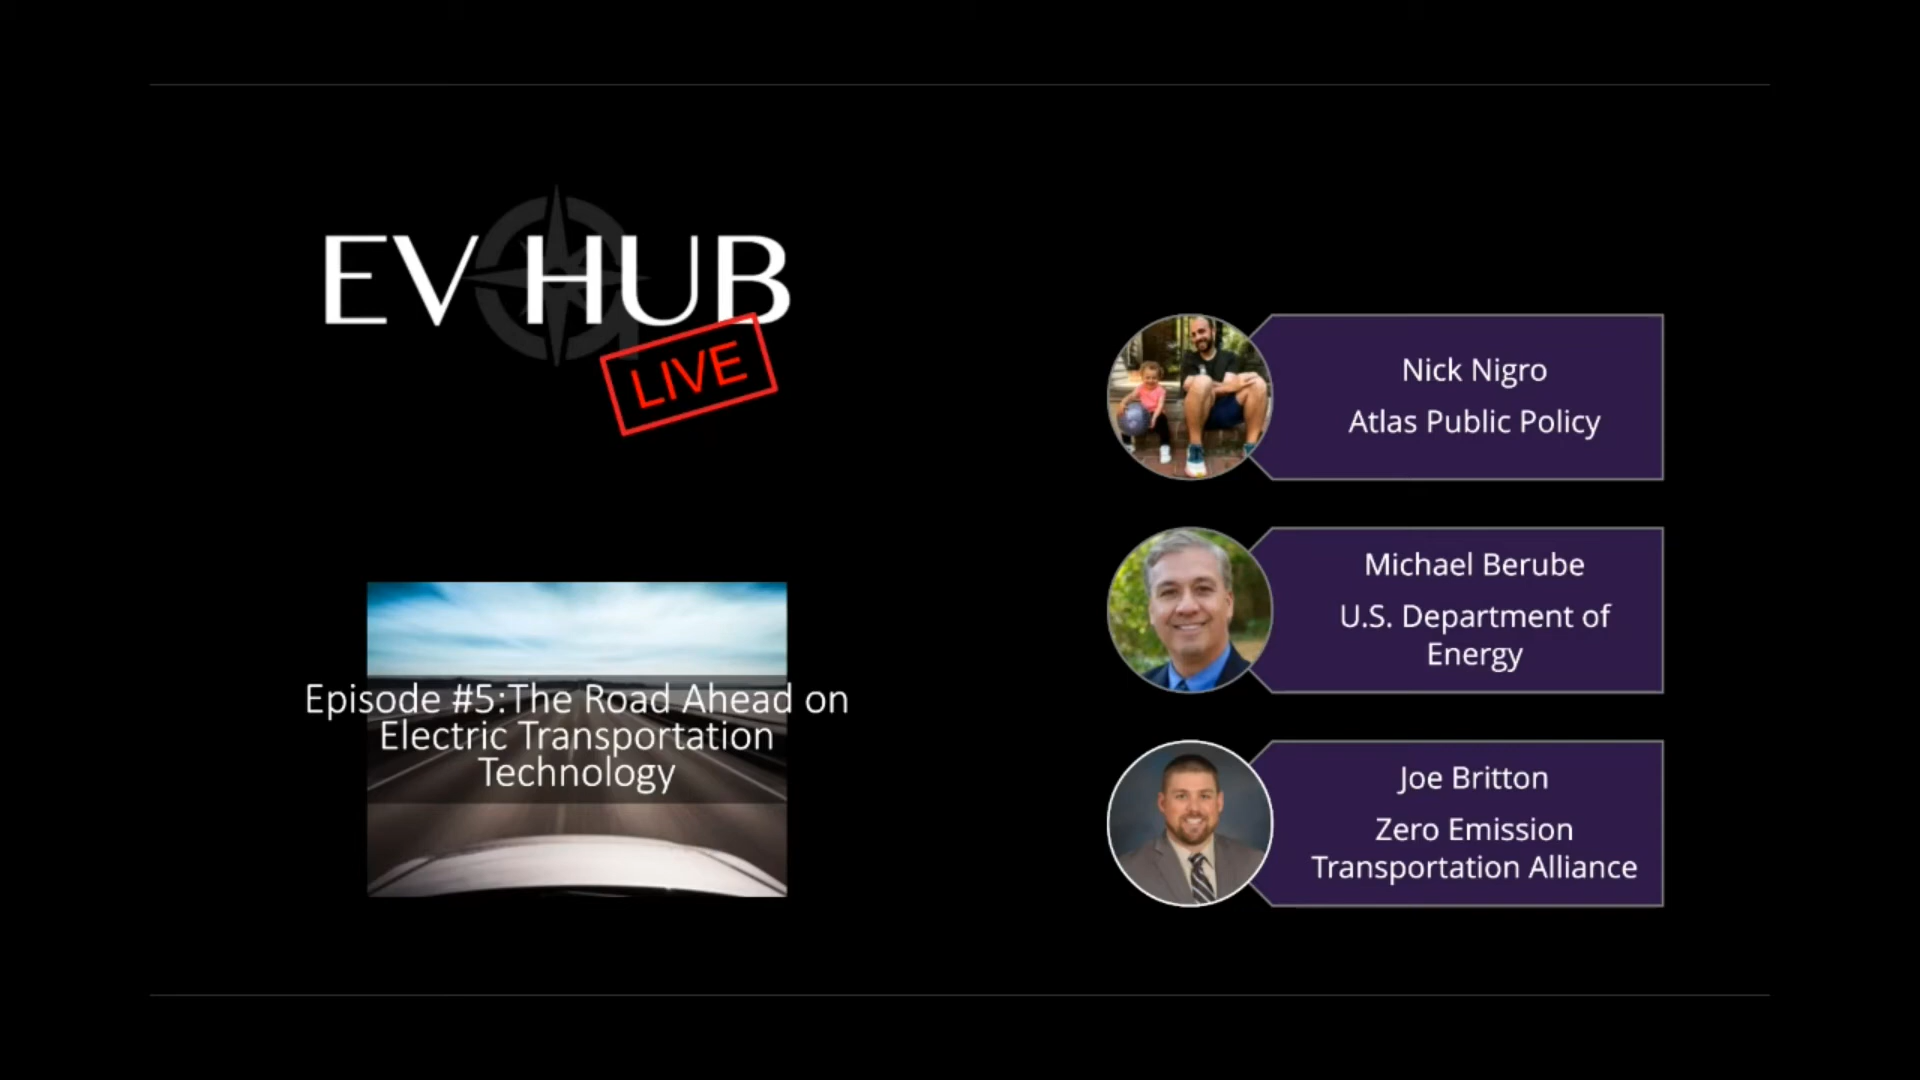 EV HUB
LIVE
Episode #5:The Road Ahead on
Electric Transportation
Technology
Nick Nigro
Atlas Public Policy
Michael Berube
U.S. Department of
Energy
Joe Britton
Zero Emission
Transportation Alliance